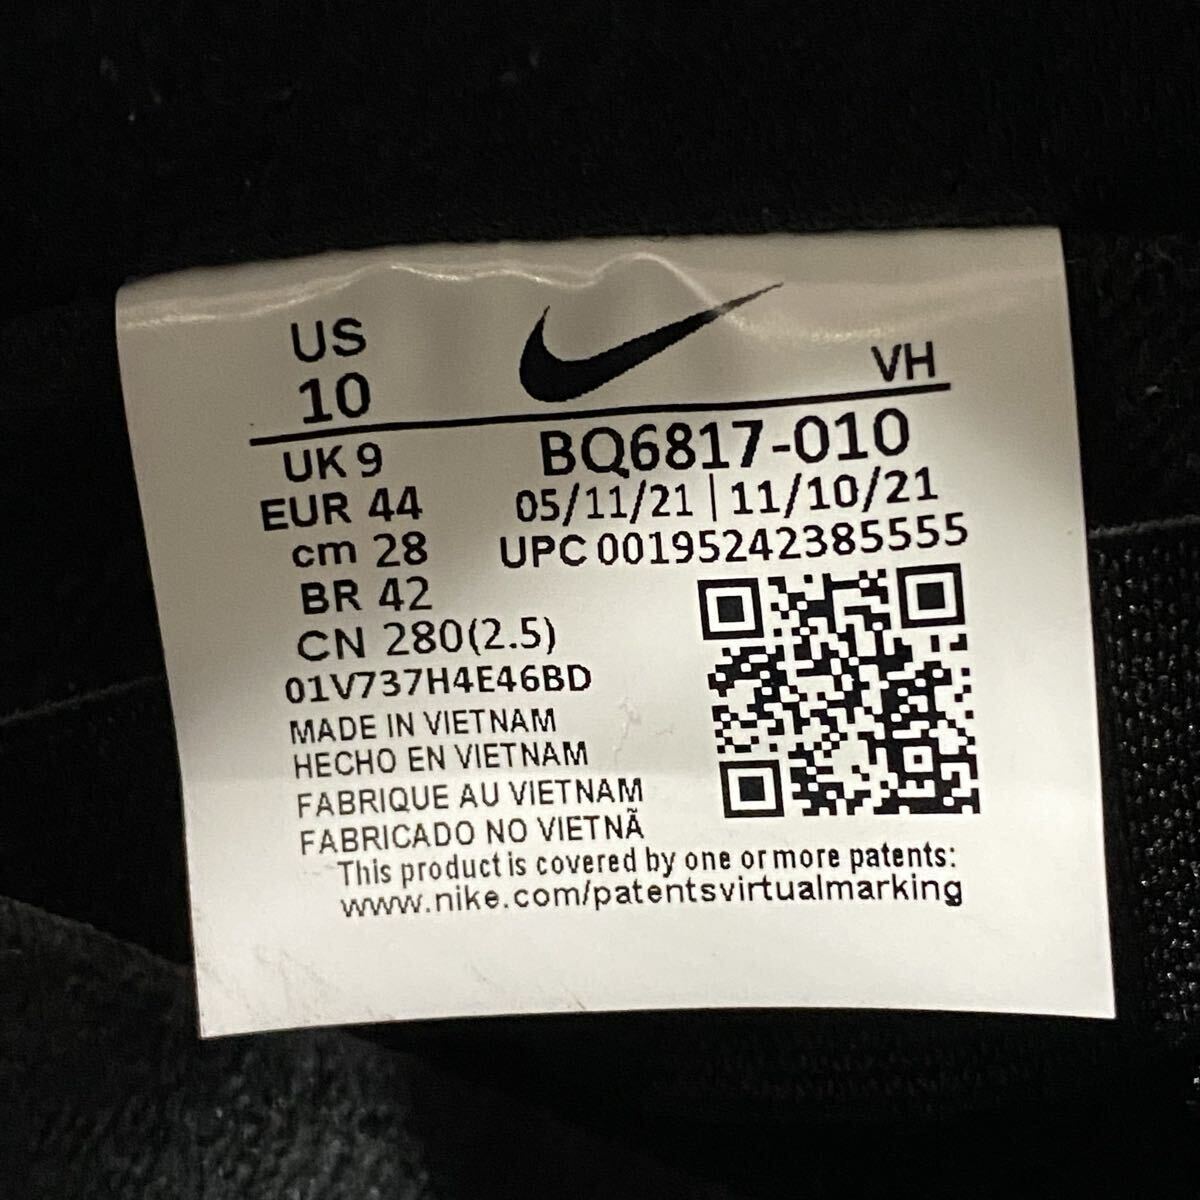 US
10
VH
UK 9
BQ6817-010
EUR 44
05/11/21 | 11/10/21
cm 28
UPC 00195242385555
BR 42
CN 280(2.5)
01V737H4E46BD
MADE IN VIETNAM
HECHO EN VIETNAM
FABRIQUE AU VIETNAM
FABRICADO NO VIETNÃ
This product is covered by one or more patents:
www.nike.com/patentsvirtualmarking